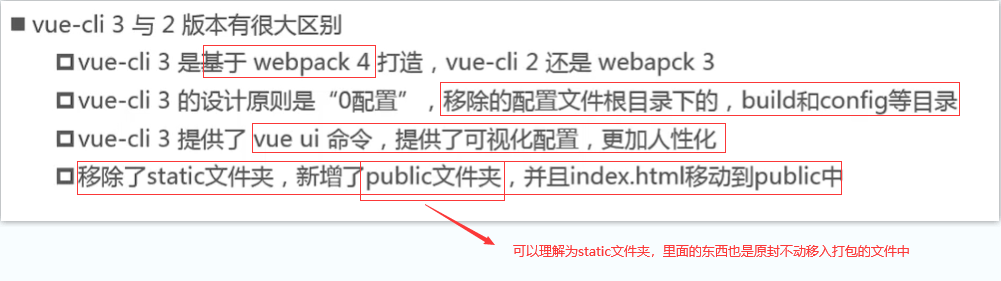 vue-cli 3 与 2 版本有很大区别
vue-cli 3 是基于 webpack 4 打造，vue-cli 2 还是 webapck 3
vue-cli 3 的设计原则是“0配置”，移除的配置文件根目录下的，build和config等目录
vue-cli 3 提供了 vue ui 命令，提供了可视化配置，更加人性化
移除了static文件夹，新增了public文件夹，并且index.html移动到public中
可以理解为static文件夹，里面的东西也是原封不动移入打包的文件中